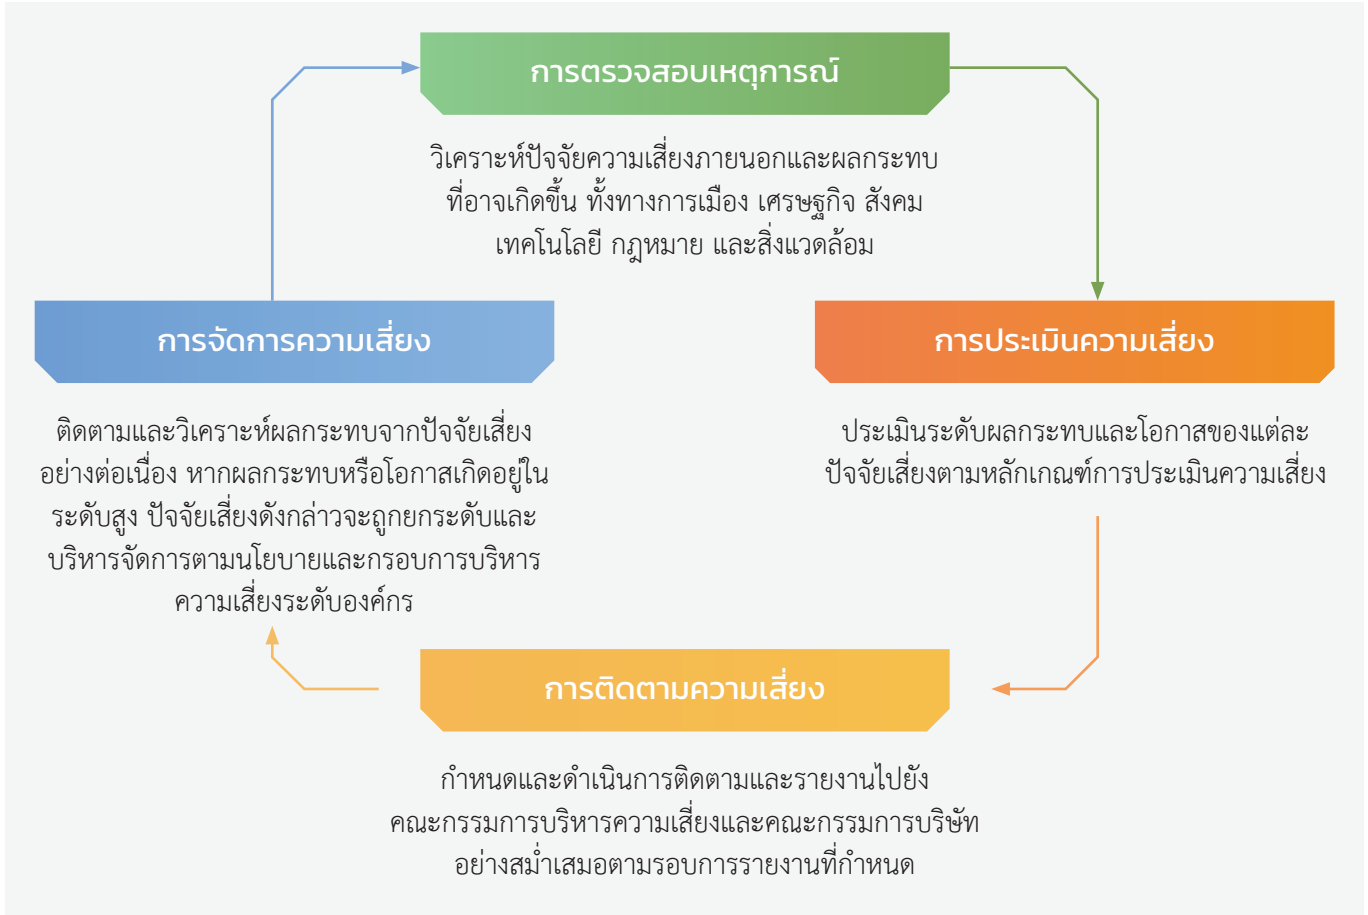 การตรวจสอบเหตุการณ์
วิเคราะห์ปัจจัยความเสี่ยงภายนอกและผลกระทบ
ที่อาจเกิดขึ้น ทั้งทางการเมือง เศรษฐกิจ สังคม
เทคโนโลยี กฎหมาย และสิ่งแวดล้อม
การประเมินความเสี่ยง
ประเมินระดับผลกระทบและโอกาสของแต่ละ
ปัจจัยเสี่ยงตามหลักเกณฑ์การประเมินความเสี่ยง
การติดตามความเสี่ยง
กำหนดและดำเนินการติดตามและรายงานไปยัง
คณะกรรมการบริหารความเสี่ยงและคณะกรรมการบริษัท
อย่างสม่ำเสมอตามรอบการรายงานที่กำหนด
การจัดการความเสี่ยง
ติดตามและวิเคราะห์ผลกระทบจากปัจจัยเสี่ยง
อย่างต่อเนื่อง หากผลกระทบหรือโอกาสเกิดอยู่ใน
ระดับสูง ปัจจัยเสี่ยงดังกล่าวจะถูกยกระดับและ
บริหารจัดการตามนโยบายและกรอบการบริหาร
ความเสี่ยงระดับองค์กร